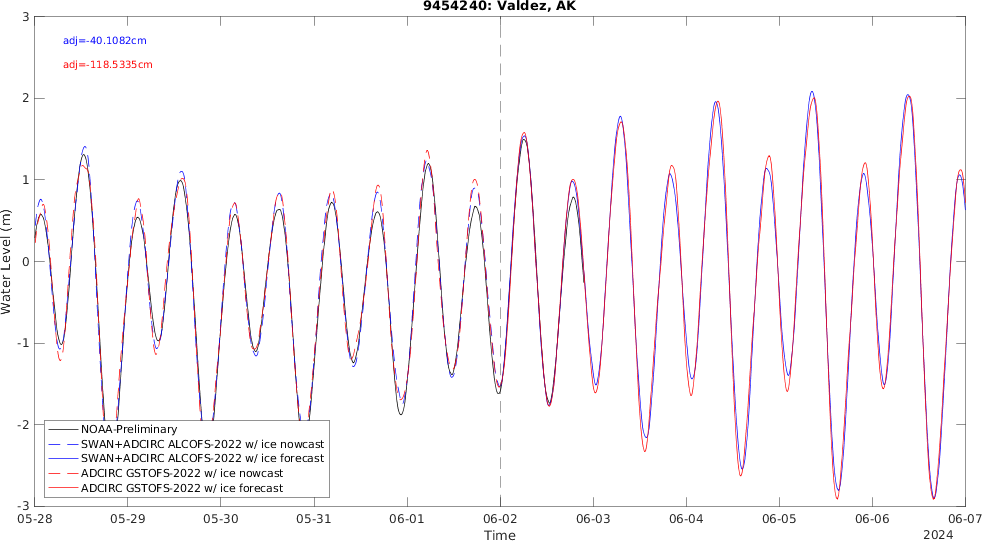 9454240: Valdez, AK
adj=-40.1082cm
adj=-118.5335cm
3
2
1
0
-1
-2
-3
Water Level (m)
NOAA-Preliminary
SWAN+ADCIRC ALCOFS-2022 w/ ice nowcast
SWAN+ADCIRC ALCOFS-2022 w/ ice forecast
ADCIRC GSTOFS-2022 w/ ice nowcast
ADCIRC GSTOFS-2022 w/ ice forecast
05-28 05-29 05-30 05-31 06-01 06-02 06-03 06-04 06-05 06-06 06-07
Time
2024